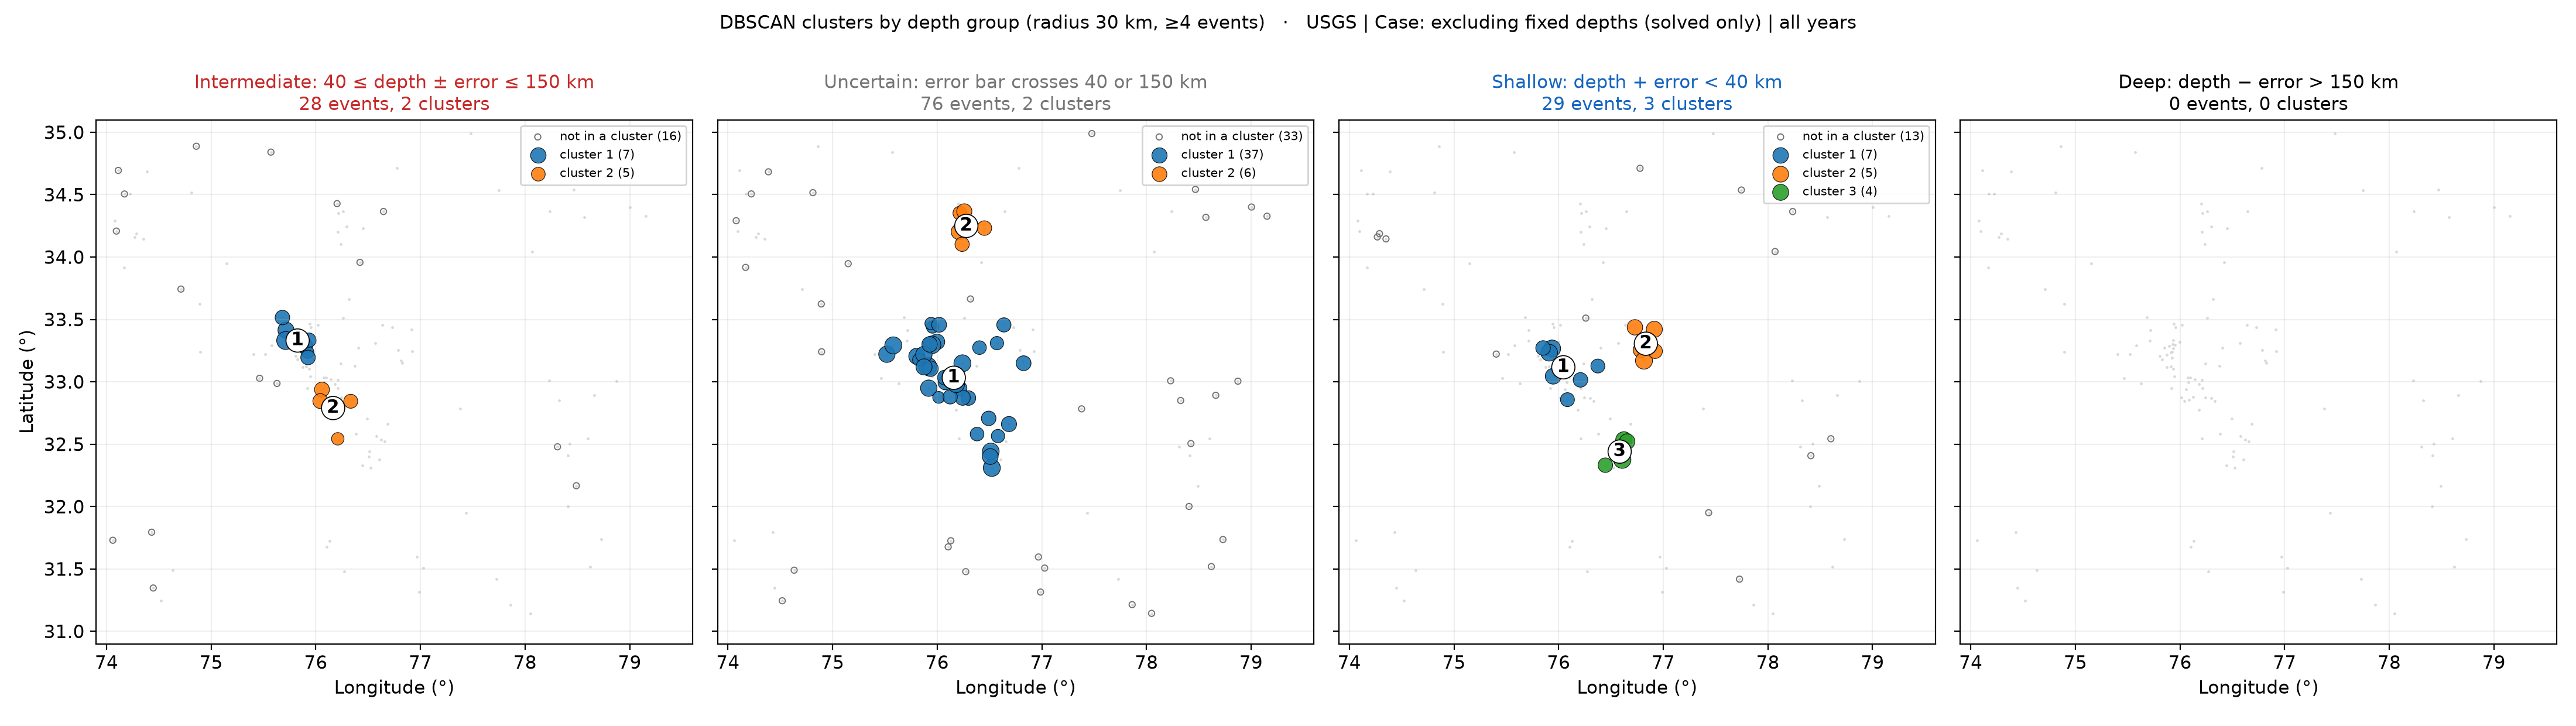 DBSCAN clusters by depth group (radius 30 km, ≥4 events)   ·   USGS | Case: excluding fixed depths (solved only) | all years
Intermediate: 40 ≤ depth ± error ≤ 150 km
28 events, 2 clusters
not in a cluster (16)
cluster 1 (7)
cluster 2 (5)
1
2
35.0
34.5
34.0
33.5
33.0
32.5
32.0
31.5
31.0
Latitude (°)
74 75 76 77 78 79
Longitude (°)
Uncertain: error bar crosses 40 or 150 km
76 events, 2 clusters
not in a cluster (33)
cluster 1 (37)
cluster 2 (6)
2
1
74 75 76 77 78 79
Longitude (°)
Shallow: depth + error < 40 km
29 events, 3 clusters
not in a cluster (13)
cluster 1 (7)
cluster 2 (5)
cluster 3 (4)
2
1
3
74 75 76 77 78 79
Longitude (°)
Deep: depth − error > 150 km
0 events, 0 clusters
74 75 76 77 78 79
Longitude (°)